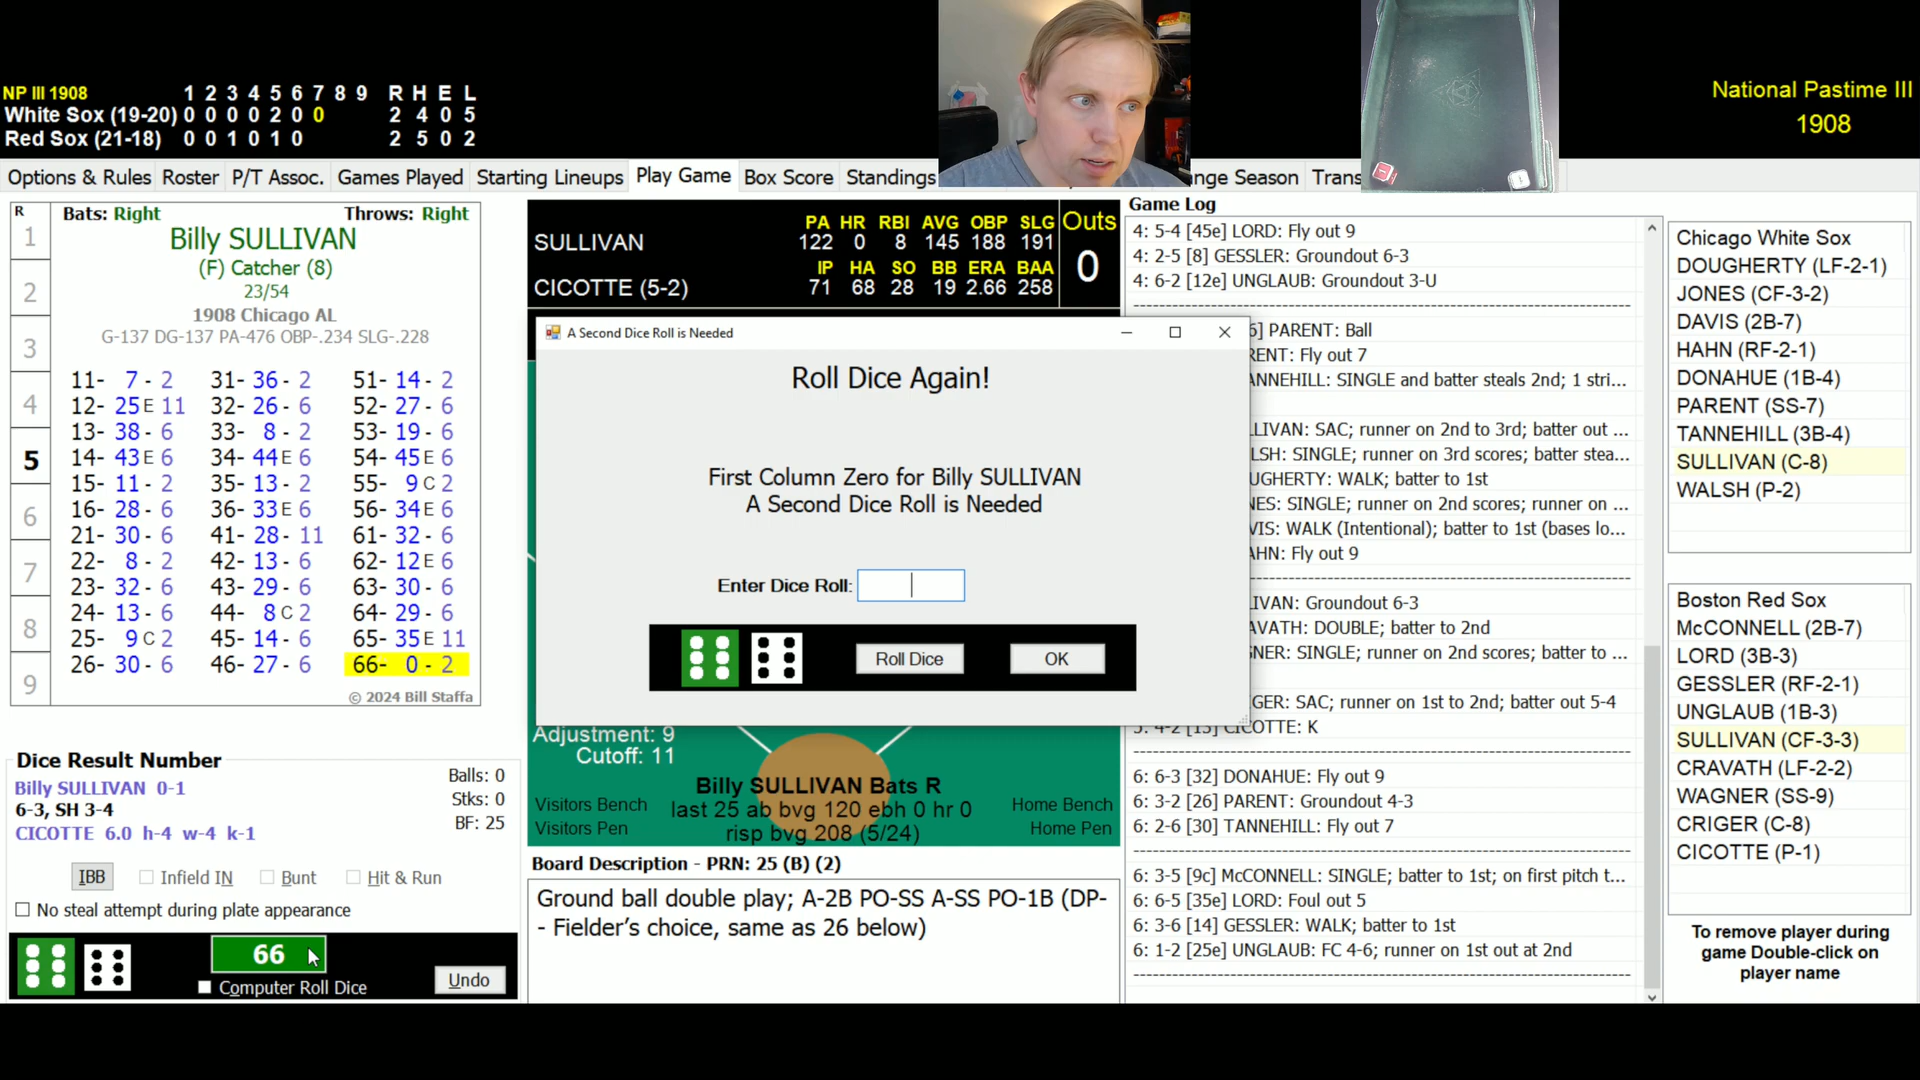 NP III 1908 1 2 3 4 5 6 7 8 9 R H E L
White Sox (19-20) 0 0 0 0 2 0 0 2 4 0 5
Red Sox (21-18) 0 0 1 0 1 0 2 5 0 2
National Pastime III
1908
Options & Rules Roster P/T Assoc. Games Played Starting Lineups Play Game Box Score Standings nge Season Trans
R
1
2
3
4
5
6
7
8
9
Bats: Right Throws: Right
Billy SULLIVAN
(F) Catcher (8)
23/54
1908 Chicago AL
G-137 DG-137 PA-476 OBP-.234 SLG-.228
11- 7 - 2 31- 36 - 2 51- 14 - 2
12- 25 E 11 32- 26 - 6 52- 27 - 6
13- 38 - 6 33- 8 - 2 53- 19 - 6
14- 43 E 6 34- 44 E 6 54- 45 E 6
15- 11 - 2 35- 13 - 2 55- 9 C 2
16- 28 - 6 36- 33 E 6 56- 34 E 6
21- 30 - 6 41- 28 - 11 61- 32 - 6
22- 8 - 2 42- 13 - 6 62- 12 E 6
23- 32 - 6 43- 29 - 6 63- 30 - 6
24- 13 - 6 44- 8 C 2 64- 29 - 6
25- 9 C 2 45- 14 - 6 65- 35 E 11
26- 30 - 6 46- 27 - 6 66- 0 - 2
© 2024 Bill Staffa
PA HR RBI AVG OBP SLG
SULLIVAN 122 0 8 145 188 191
IP HA SO BB ERA BAA
CICOTTE (5-2) 71 68 28 19 2.66 258
Outs
0
A Second Dice Roll is Needed
Roll Dice Again!
First Column Zero for Billy SULLIVAN
A Second Dice Roll is Needed
Enter Dice Roll:
Roll Dice OK
Adjustment: 9
Cutoff: 11
Billy SULLIVAN Bats R
last 25 ab bvg 120 ebh 0 hr 0
risp bvg 208 (5/24)
Visitors Bench
Visitors Pen
Home Bench
Home Pen
Board Description - PRN: 25 (B) (2)
Ground ball double play; A-2B PO-SS A-SS PO-1B (DP-
- Fielder's choice, same as 26 below)
Dice Result Number
Billy SULLIVAN 0-1
6-3, SH 3-4
CICOTTE 6.0 h-4 w-4 k-1
Balls: 0
Stks: 0
BF: 25
IBB Infield IN Bunt Hit & Run
No steal attempt during plate appearance
66
Computer Roll Dice
Undo
Game Log
4: 5-4 [45e] LORD: Fly out 9
4: 2-5 [8] GESSLER: Groundout 6-3
4: 6-2 [12e] UNGLAUB: Groundout 3-U
6] PARENT: Ball
RENT: Fly out 7
ANNEHILL: SINGLE and batter steals 2nd; 1 stri...
LIVAN: SAC; runner on 2nd to 3rd; batter out ...
LSH: SINGLE; runner on 3rd scores; batter stea...
UGHERTY: WALK; batter to 1st
NES: SINGLE; runner on 2nd scores; runner on ...
VIS: WALK (Intentional); batter to 1st (bases lo...
AHN: Fly out 9
LIVAN: Groundout 6-3
AVATH: DOUBLE; batter to 2nd
GNER: SINGLE; runner on 2nd scores; batter to ...
GER: SAC; runner on 1st to 2nd; batter out 5-4
5: 4-2 [15] CICOTTE: K
6: 6-3 [32] DONAHUE: Fly out 9
6: 3-2 [26] PARENT: Groundout 4-3
6: 2-6 [30] TANNEHILL: Fly out 7
6: 3-5 [9c] McCONNELL: SINGLE; batter to 1st; on first pitch t...
6: 6-5 [35e] LORD: Foul out 5
6: 3-6 [14] GESSLER: WALK; batter to 1st
6: 1-2 [25e] UNGLAUB: FC 4-6; runner on 1st out at 2nd
Chicago White Sox
DOUGHERTY (LF-2-1)
JONES (CF-3-2)
DAVIS (2B-7)
HAHN (RF-2-1)
DONAHUE (1B-4)
PARENT (SS-7)
TANNEHILL (3B-4)
SULLIVAN (C-8)
WALSH (P-2)
Boston Red Sox
McCONNELL (2B-7)
LORD (3B-3)
GESSLER (RF-2-1)
UNGLAUB (1B-3)
SULLIVAN (CF-3-3)
CRAVATH (LF-2-2)
WAGNER (SS-9)
CRIGER (C-8)
CICOTTE (P-1)
To remove player during
game Double-click on
player name